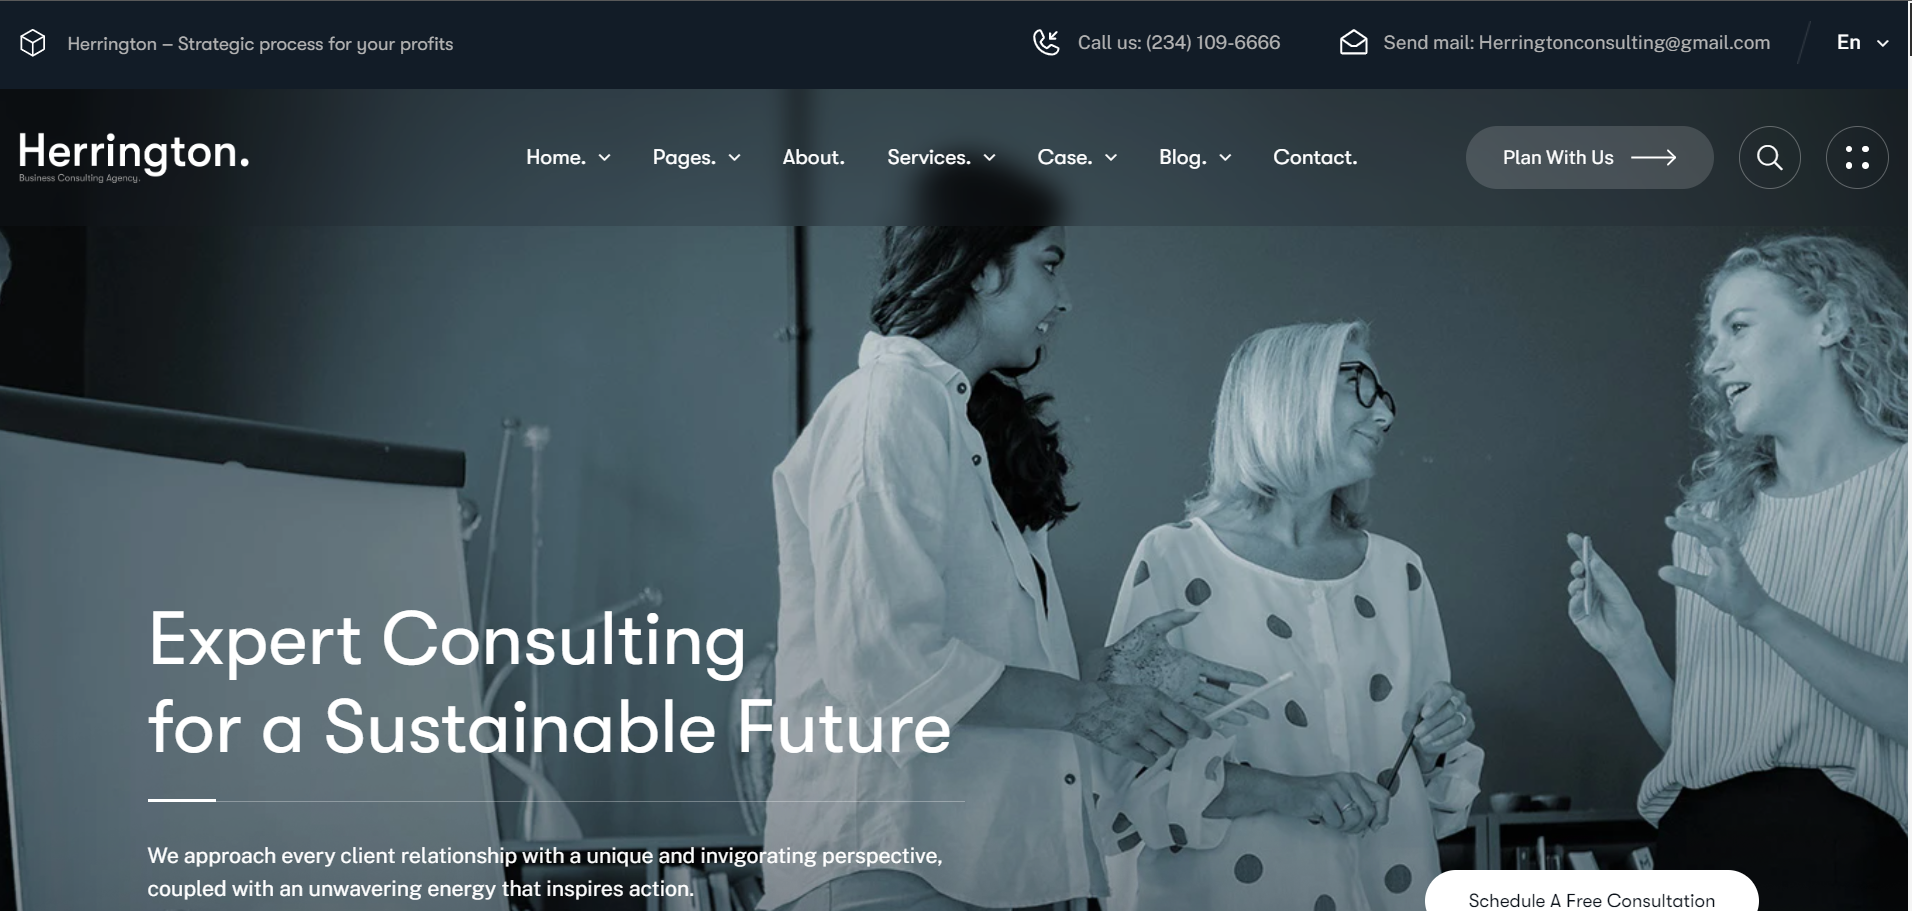 Herrington – Strategic process for your profits
Call us: (234) 109-6666
Send mail: Herringtonconsulting@gmail.com
En
Herrington.
Business Consulting Agency.
Home.
Pages.
About.
Services.
Case.
Blog.
Contact.
Plan With Us
Expert Consulting
for a Sustainable Future
We approach every client relationship with a unique and invigorating perspective,
coupled with an unwavering energy that inspires action.
Schedule A Free Consultation